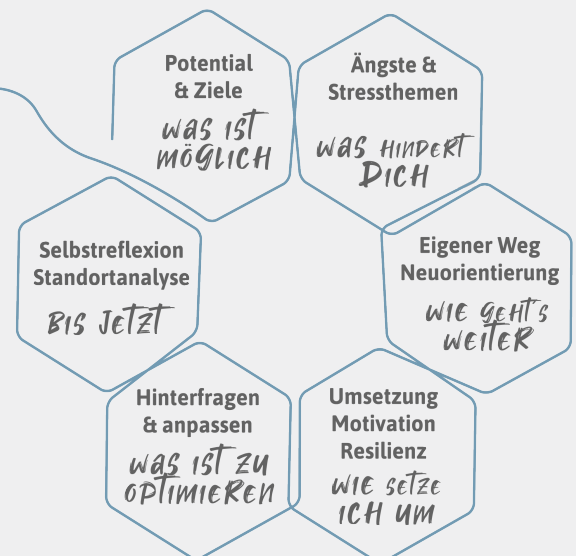 Potential
& Ziele
was ist
möglich
Ängste &
Stressthemen
was hindert
Dich
Eigener Weg
Neuorientierung
wie geht's
weiter
Umsetzung
Motivation
Resilienz
wie setze
ich um
Hinterfragen
& anpassen
was ist zu
optimieren
Selbstreflexion
Standortanalyse
Bis jetzt